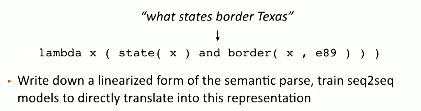 "what states border Texas"
lambda x ( state( x ) and border( x , e89 ) ) )
Write down a linearized form of the semantic parse, train seq2seq
models to directly translate into this representation